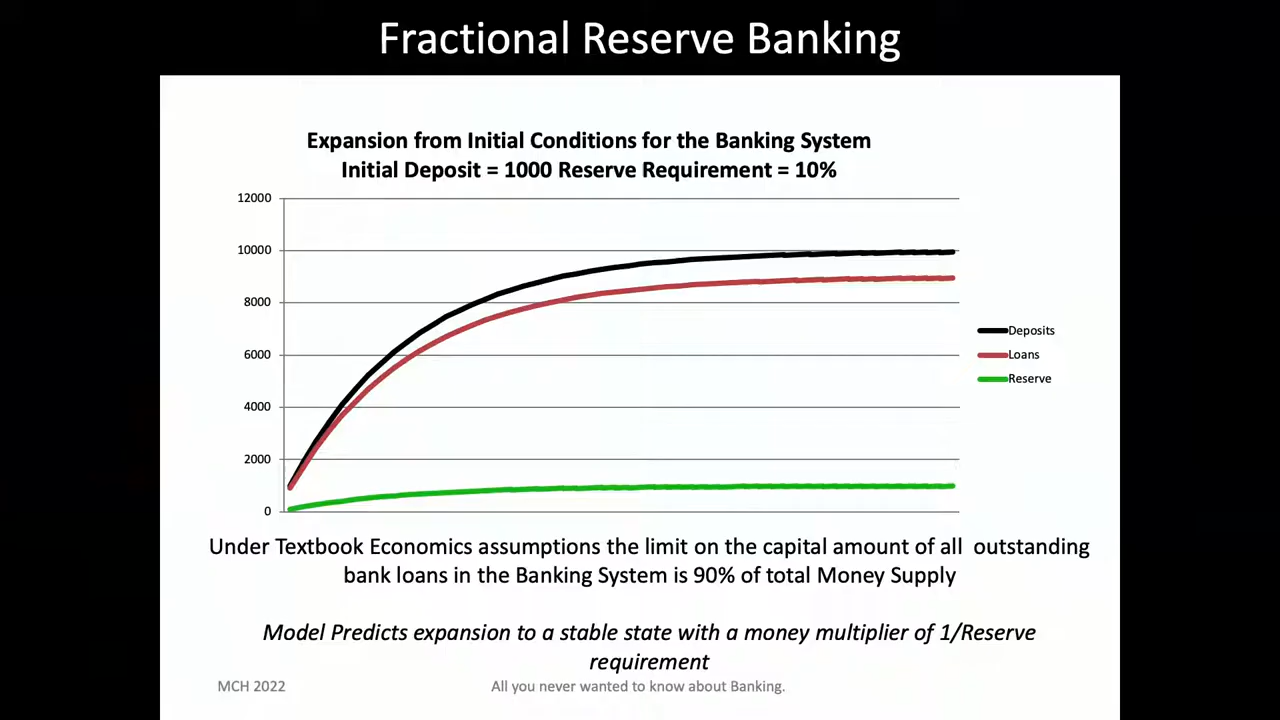 Fractional Reserve Banking
Expansion from Initial Conditions for the Banking System
Initial Deposit = 1000 Reserve Requirement = 10%
12000
10000
8000
6000
4000
2000
0
Deposits
Loans
Reserve
Under Textbook Economics assumptions the limit on the capital amount of all outstanding
bank loans in the Banking System is 90% of total Money Supply
Model Predicts expansion to a stable state with a money multiplier of 1/Reserve
requirement
MCH 2022
All you never wanted to know about Banking.